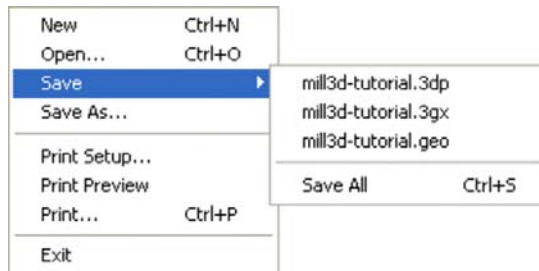 New Ctrl+N
Open... Ctrl+O
Save
Save As...
Print Setup...
Print Preview
Print... Ctrl+P
Exit
mill3d-tutorial.3dp
mill3d-tutorial.3gx
mill3d-tutorial.geo
Save All Ctrl+S